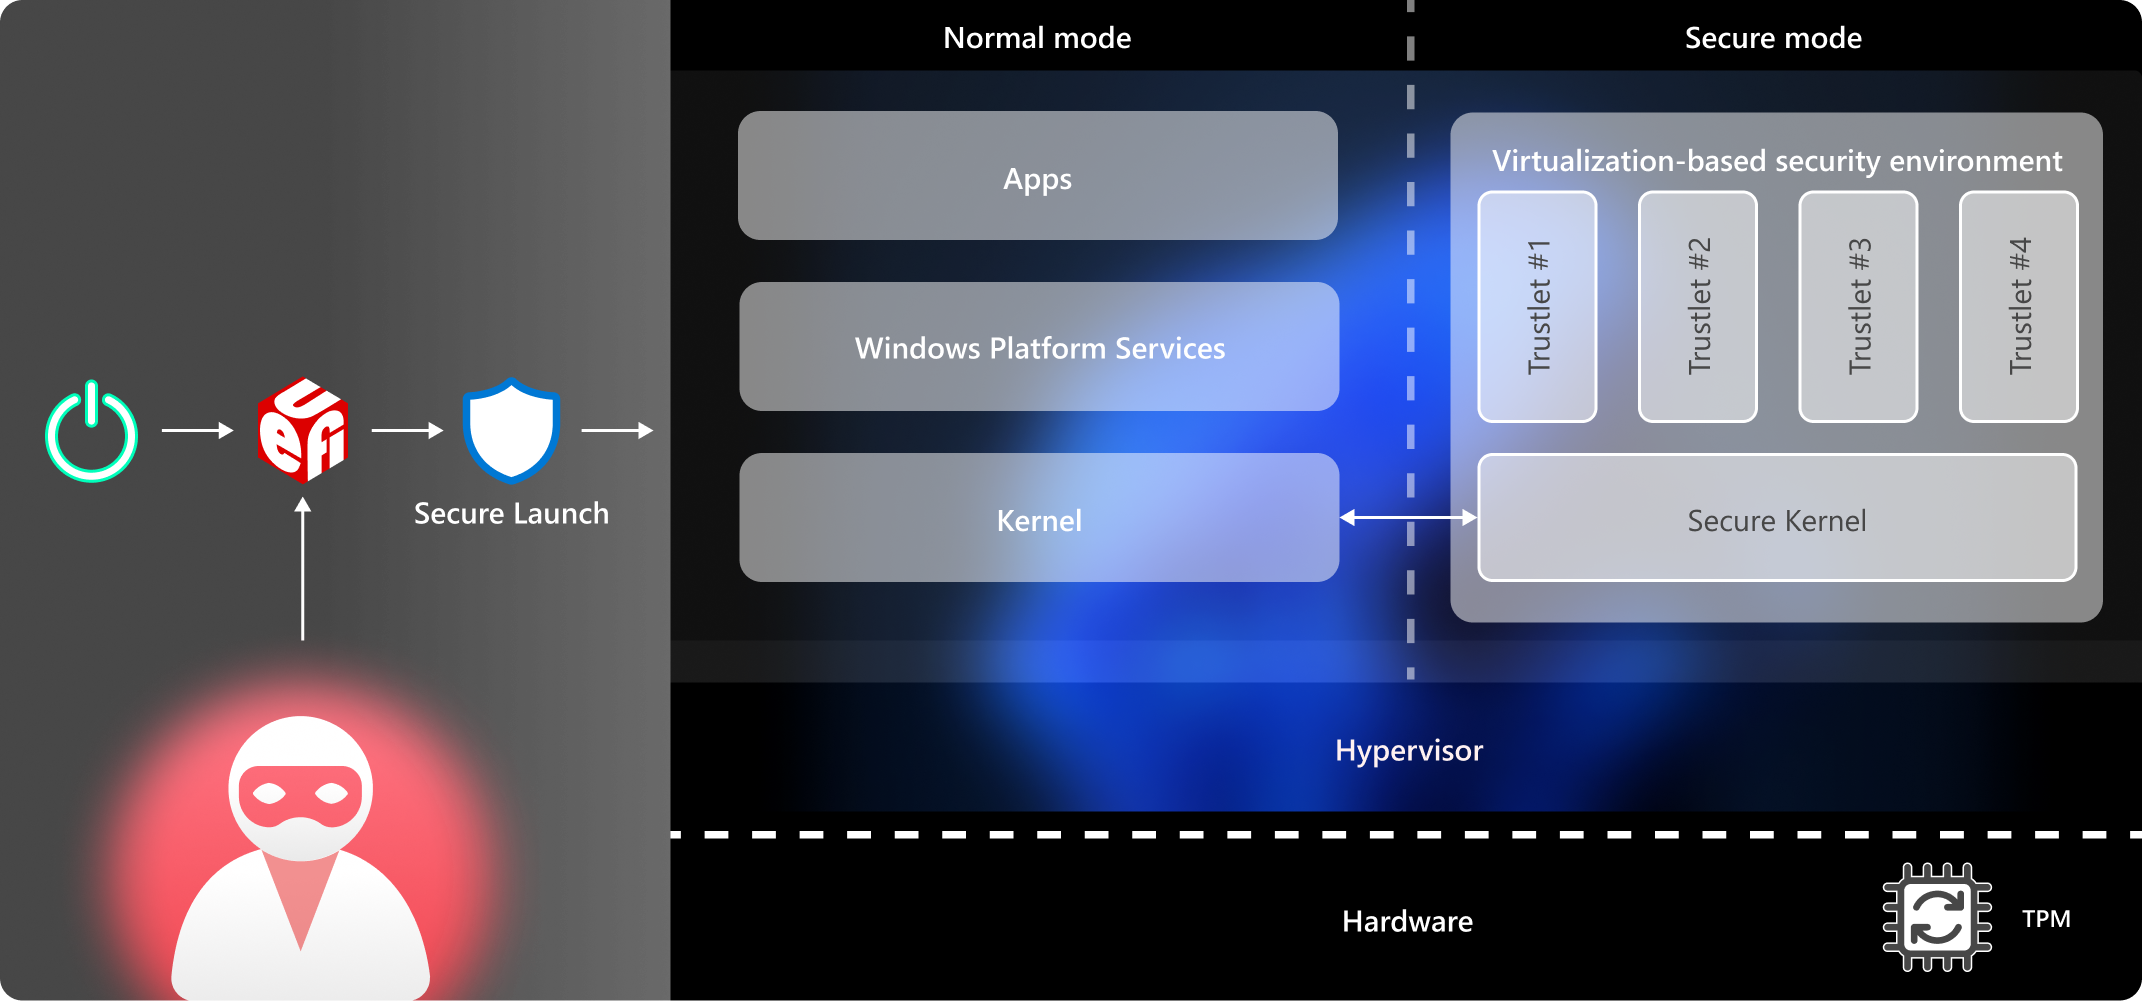 Normal mode
Secure mode
Apps
Virtualization-based security environment
Trustlet #1
Trustlet #2
Trustlet #3
Trustlet #4
Windows Platform Services
uefi
Secure Launch
Kernel
Secure Kernel
Hypervisor
Hardware
TPM